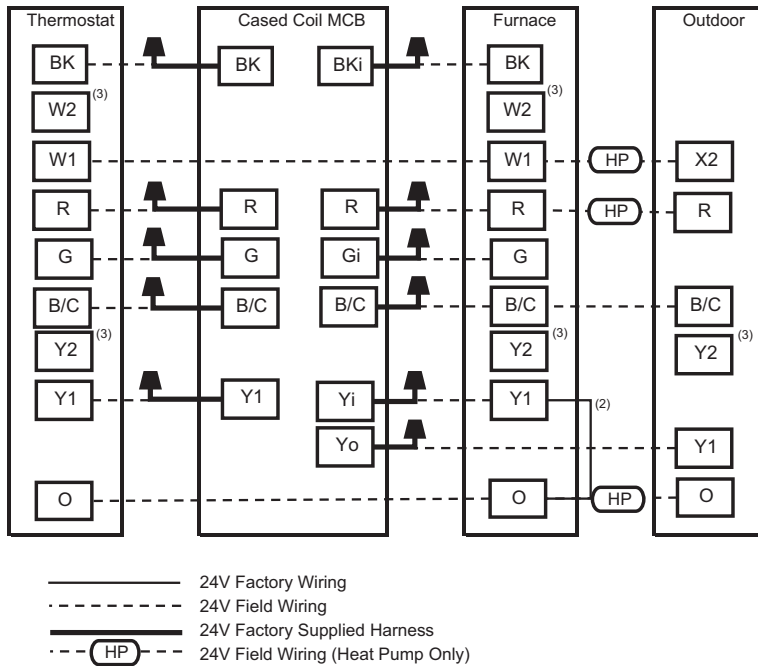 Thermostat Cased Coil MCB Furnace Outdoor
BK BK BKi BK
W2 (3) W2 (3)
W1 W1 HP X2
R R R R HP R
G G Gi G
B/C B/C B/C B/C B/C
Y2 (3) Y2 (3) Y2 (3)
Y1 Y1 Yi Y1 (2)
Yo Y1
O O HP O
24V Factory Wiring
24V Field Wiring
24V Factory Supplied Harness
HP 24V Field Wiring (Heat Pump Only)